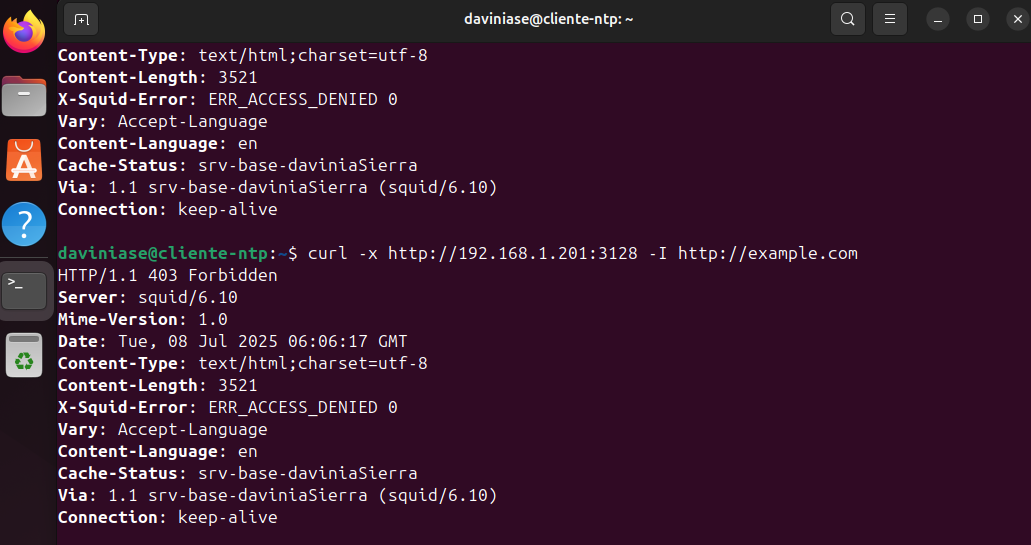 daviniase@cliente-ntp: ~
Content-Type: text/html;charset=utf-8
Content-Length: 3521
X-Squid-Error: ERR_ACCESS_DENIED 0
Vary: Accept-Language
Content-Language: en
Cache-Status: srv-base-daviniaSierra
Via: 1.1 srv-base-daviniaSierra (squid/6.10)
Connection: keep-alive
daviniase@cliente-ntp:~$ curl -x http://192.168.1.201:3128 -I http://example.com
HTTP/1.1 403 Forbidden
Server: squid/6.10
Mime-Version: 1.0
Date: Tue, 08 Jul 2025 06:06:17 GMT
Content-Type: text/html;charset=utf-8
Content-Length: 3521
X-Squid-Error: ERR_ACCESS_DENIED 0
Vary: Accept-Language
Content-Language: en
Cache-Status: srv-base-daviniaSierra
Via: 1.1 srv-base-daviniaSierra (squid/6.10)
Connection: keep-alive